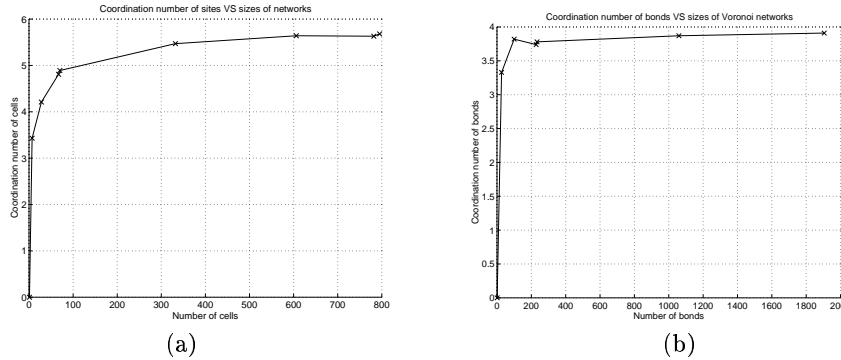 Coordination number of sites VS sizes of networks
6
5
4
3
2
1
0
Coordination number of cells
0 100 200 300 400 500 600 700 800
Number of cells
(a)
Coordination number of bonds VS sizes of Voronoi networks
4
3.5
3
2.5
2
1.5
1
0.5
0
Coordination number of bonds
0 200 400 600 800 1000 1200 1400 1600 1800 2000
Number of bonds
(b)